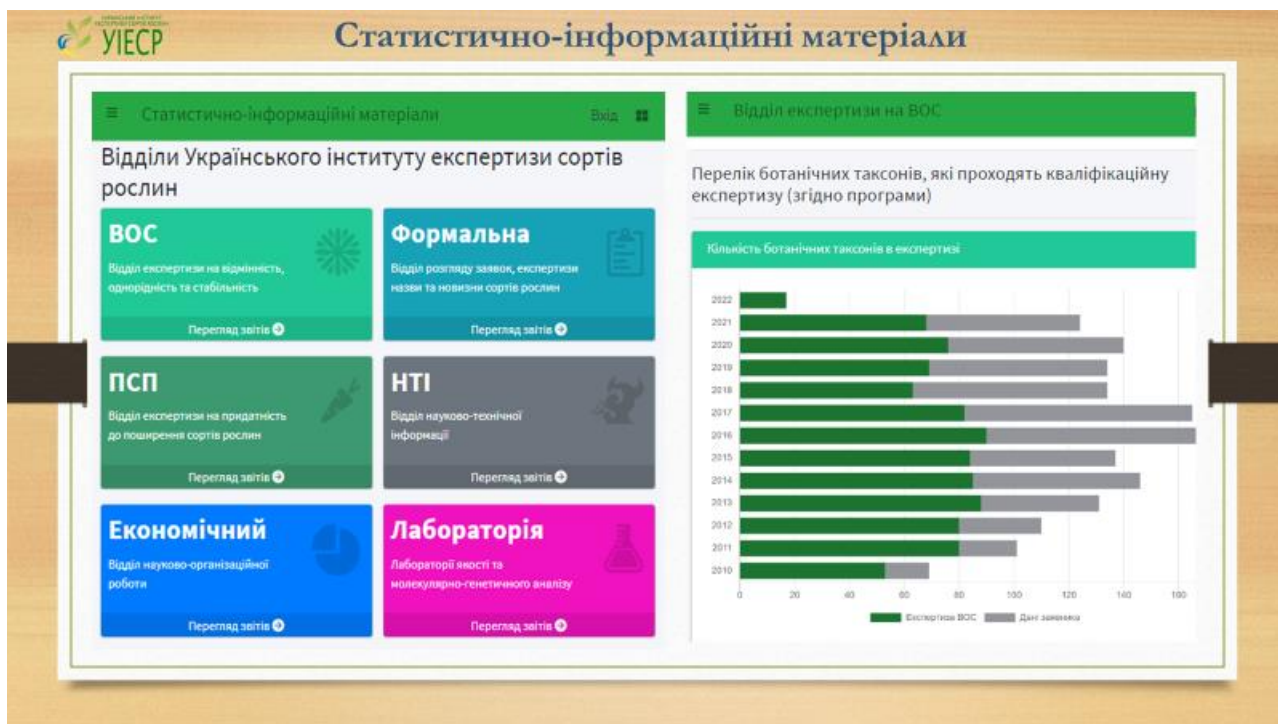 УКРАЇНСЬКИЙ ІНСТИТУТ
ЕКСПЕРТИЗИ СОРТІВ РОСЛИН
УІЕСР
Статистично-інформаційні матеріали
Статистично-інформаційні матеріали
Вхід
Відділи Українського інституту експертизи сортів
рослин
ВОС
Відділ експертизи на відмінність,
однорідність та стабільність
Перегляд звітів
Формальна
Відділ розгляду заявок, експертизи
назви та новизни сортів рослин
Перегляд звітів
ПСП
Відділ експертизи на придатність
до поширення сортів рослин
Перегляд звітів
НТІ
Відділ науково-технічної
інформації
Перегляд звітів
Економічний
Відділ науково-організаційної
роботи
Перегляд звітів
Лабораторія
Лабораторії якості та
молекулярно-генетичного аналізу
Перегляд звітів
Відділ експертизи на ВОС
Перелік ботанічних таксонів, які проходять кваліфікаційну
експертизу (згідно програми)
Кількість ботанічних таксонів в експертизі
2022
2021
2020
2019
2018
2017
2016
2015
2014
2013
2012
2011
2010
0 20 40 60 80 100 120 140 160
Експертиза ВОС Дані заявника